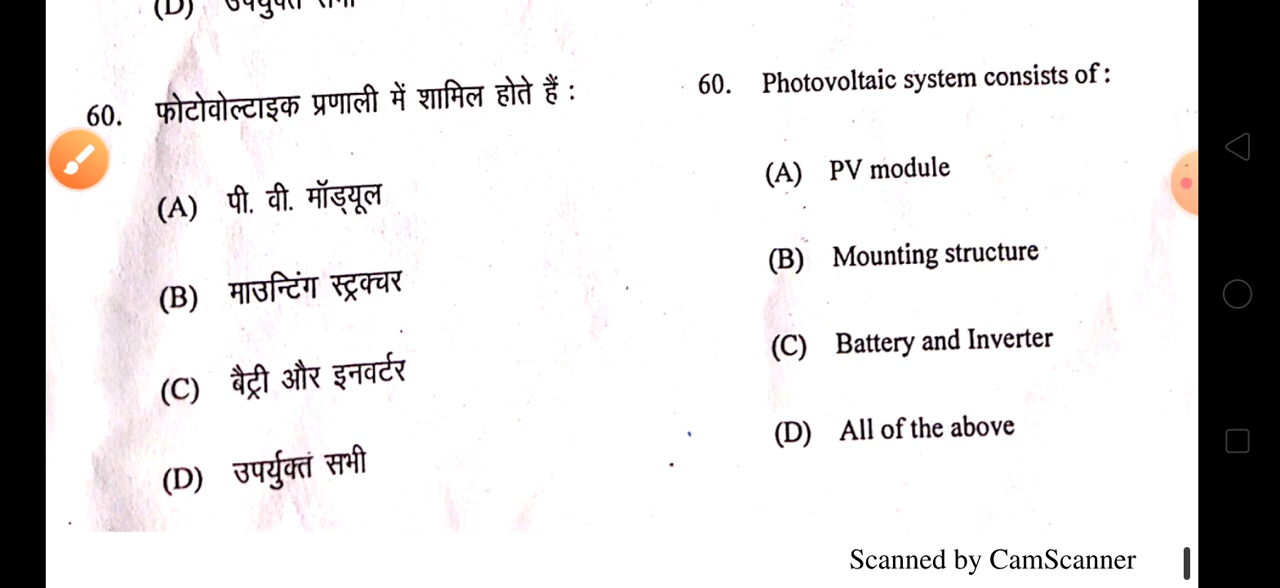 (D)
60. फोटोवोल्टाइक प्रणाली में शामिल होते हैं :
(A) पी. वी. मॉड्यूल
(B) माउन्टिंग स्ट्रक्चर
(C) बैट्री और इनवर्टर
(D) उपर्युक्त सभी
60. Photovoltaic system consists of :
(A) PV module
(B) Mounting structure
(C) Battery and Inverter
(D) All of the above
Scanned by CamScanner